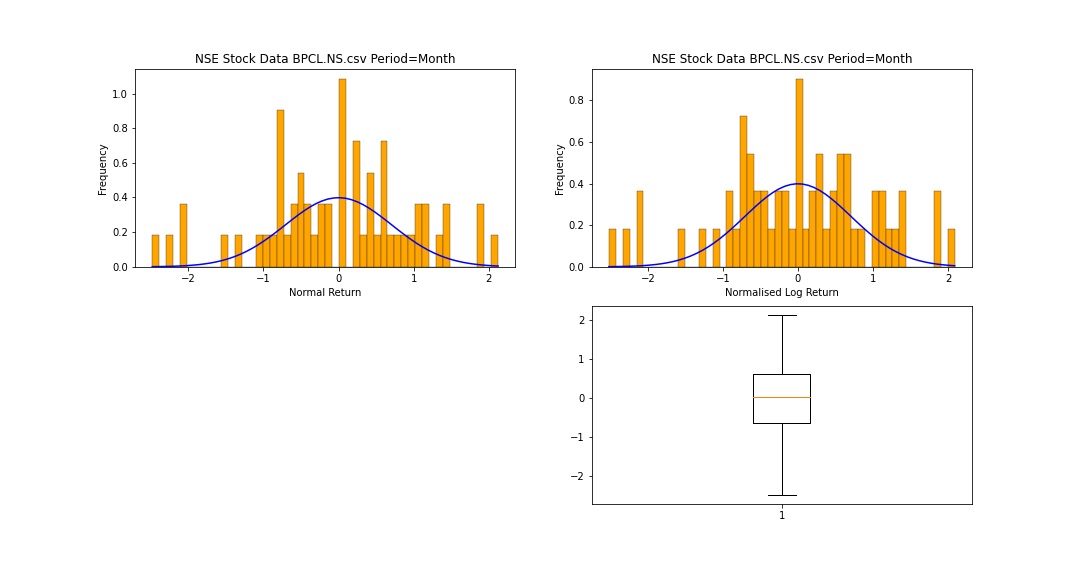 NSE Stock Data BPCL.NS.csv Period=Month
Frequency
1.0
0.8
0.6
0.4
0.2
0.0
−2 −1 0 1 2
Normal Return
NSE Stock Data BPCL.NS.csv Period=Month
Frequency
0.8
0.6
0.4
0.2
0.0
−2 −1 0 1 2
Normalised Log Return
2
1
0
−1
−2
1